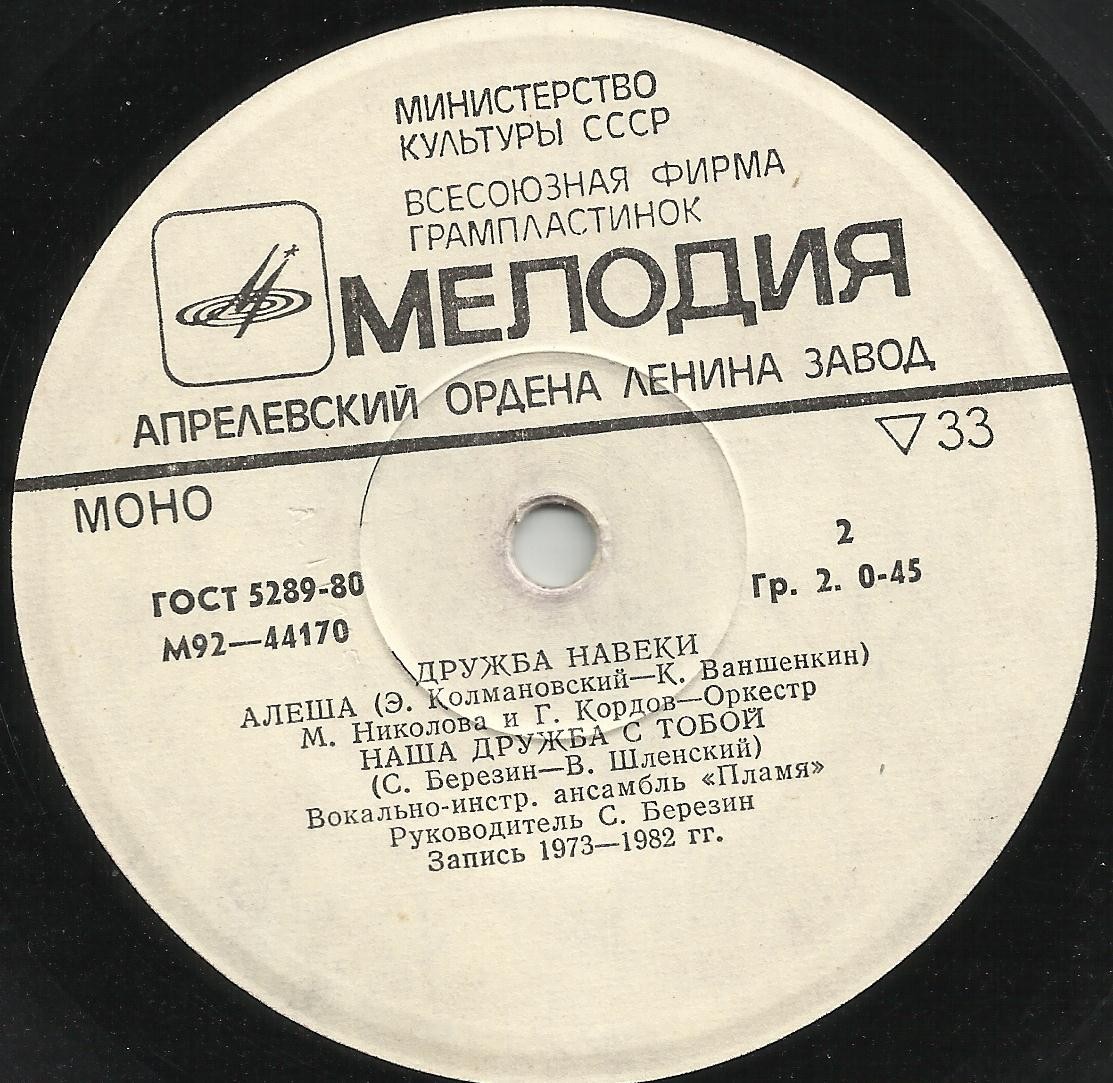 МИНИСТЕРСТВО
КУЛЬТУРЫ СССР
ВСЕСОЮЗНАЯ ФИРМА
ГРАМПЛАСТИНОК
МЕЛОДИЯ
АПРЕЛЕВСКИЙ ОРДЕНА ЛЕНИНА ЗАВОД
▽33
МОНО
2
ГОСТ 5289-80
Гр. 2. 0-45
М92—44170
ДРУЖБА НАВЕКИ
АЛЕША (Э. Колмановский—К. Ваншенкин)
М. Николова и Г. Кордов—Оркестр
НАША ДРУЖБА С ТОБОЙ
(С. Березин—В. Шленский)
Вокально-инстр. ансамбль «Пламя»
Руководитель С. Березин
Запись 1973—1982 гг.